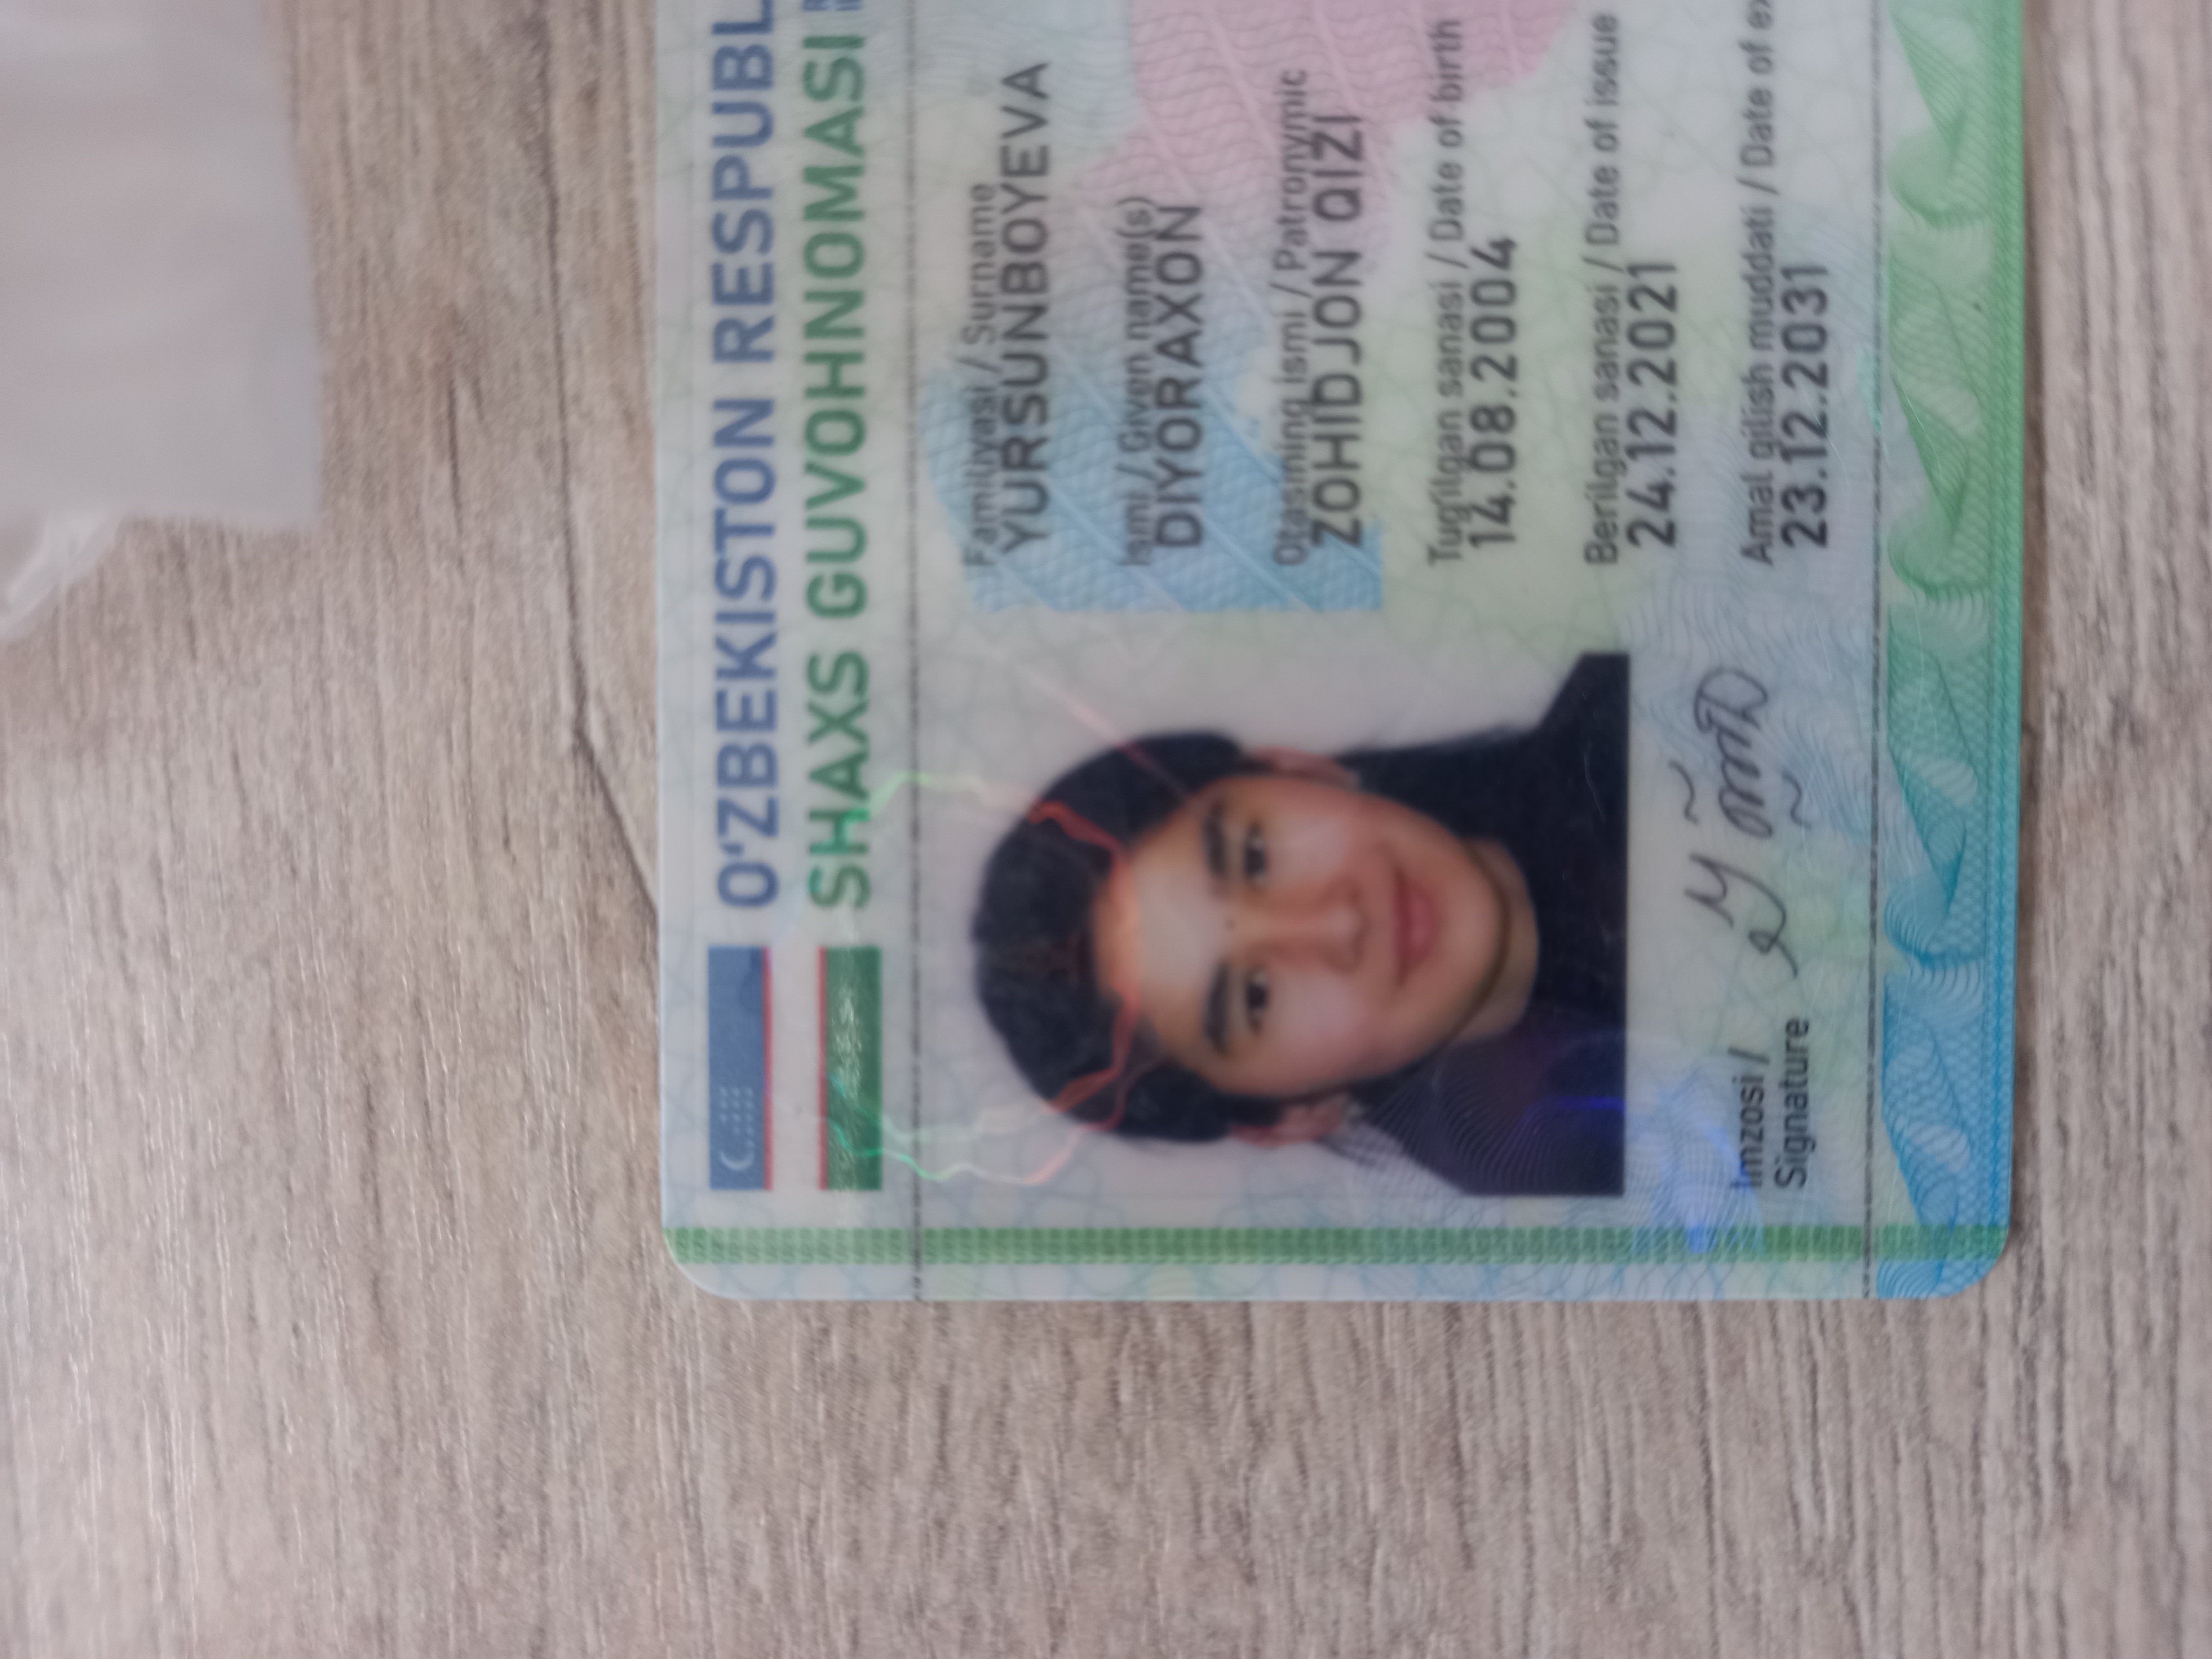 O‘ZBEKISTON RESPUBL
SHAXS GUVOHNOMASI
Familiyasi / Surname
YURSUNBOYEVA
Ismi / Given name(s)
DIYORAXON
Otasining ismi / Patronymic
ZOHIDJON QIZI
Tug‘ilgan sanasi / Date of birth
14.08.2004
Berilgan sanasi / Date of issue
24.12.2021
Amal qilish muddati / Date of ex
23.12.2031
Imzosi /
Signature